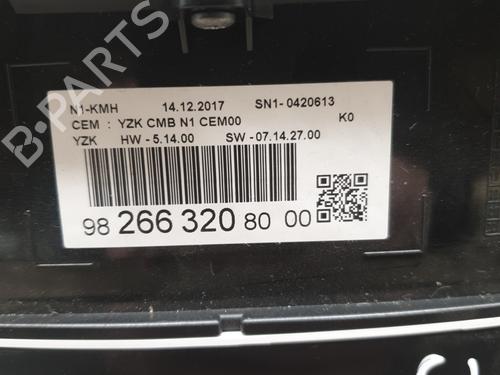 N1-KMH 14.12.2017 SN1- 0420613
CEM : YZK CMB N1 CEM00 K0
YZK HW - 5.14.00 SW - 07.14.27.00
98 266 320 80 00
B-PARTS